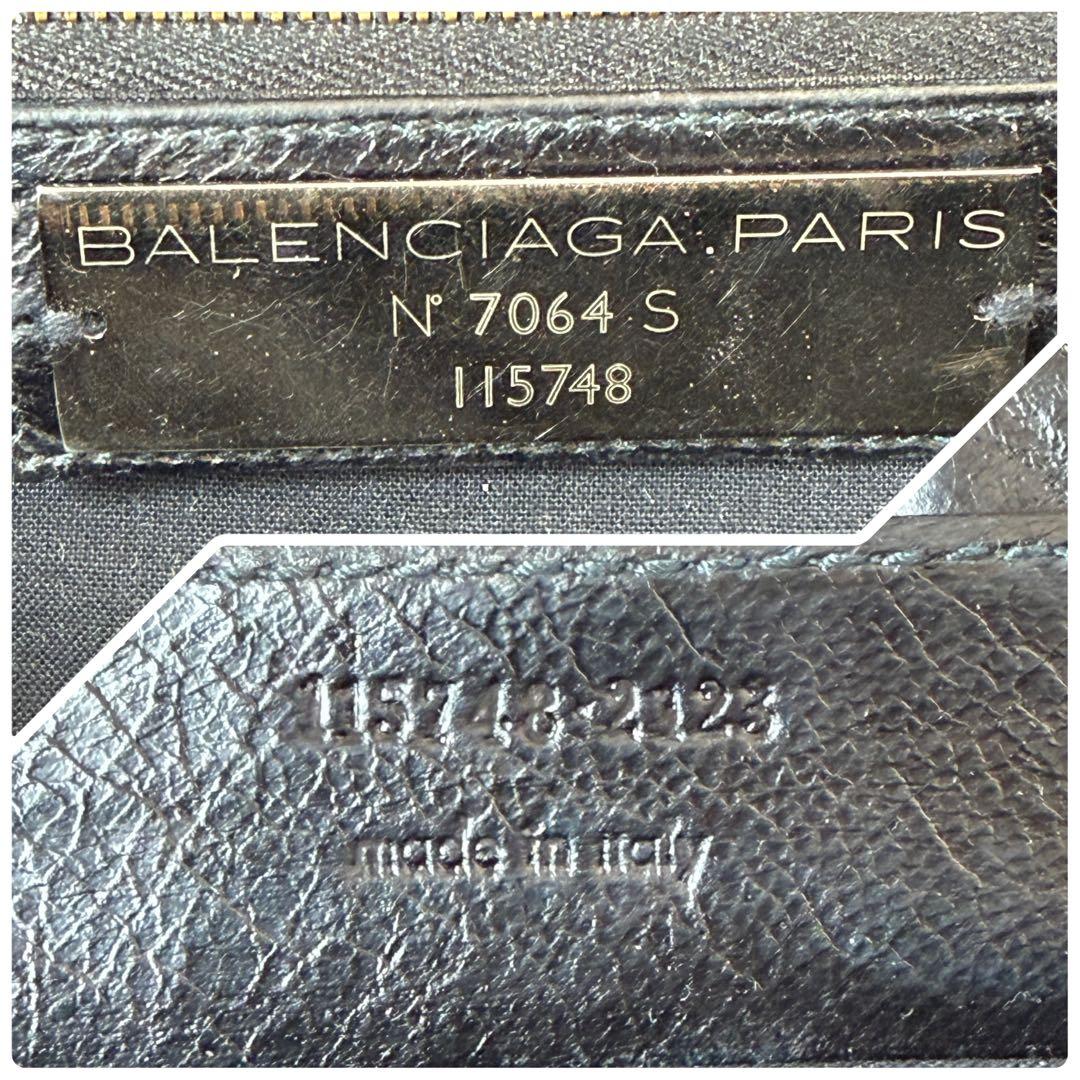 BALENCIAGA.PARIS
N° 7064 S
115748
115748·2123
made in italy